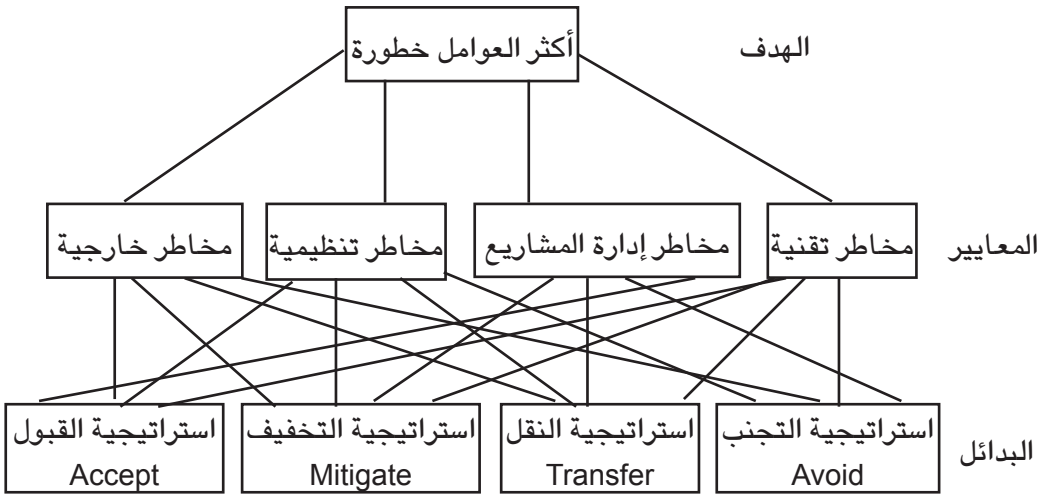 الهدف
أكثر العوامل خطورة
المعايير
مخاطر تقنية
مخاطر إدارة المشاريع
مخاطر تنظيمية
مخاطر خارجية
البدائل
استراتيجية التجنب
Avoid
استراتيجية النقل
Transfer
استراتيجية التخفيف
Mitigate
استراتيجية القبول
Accept